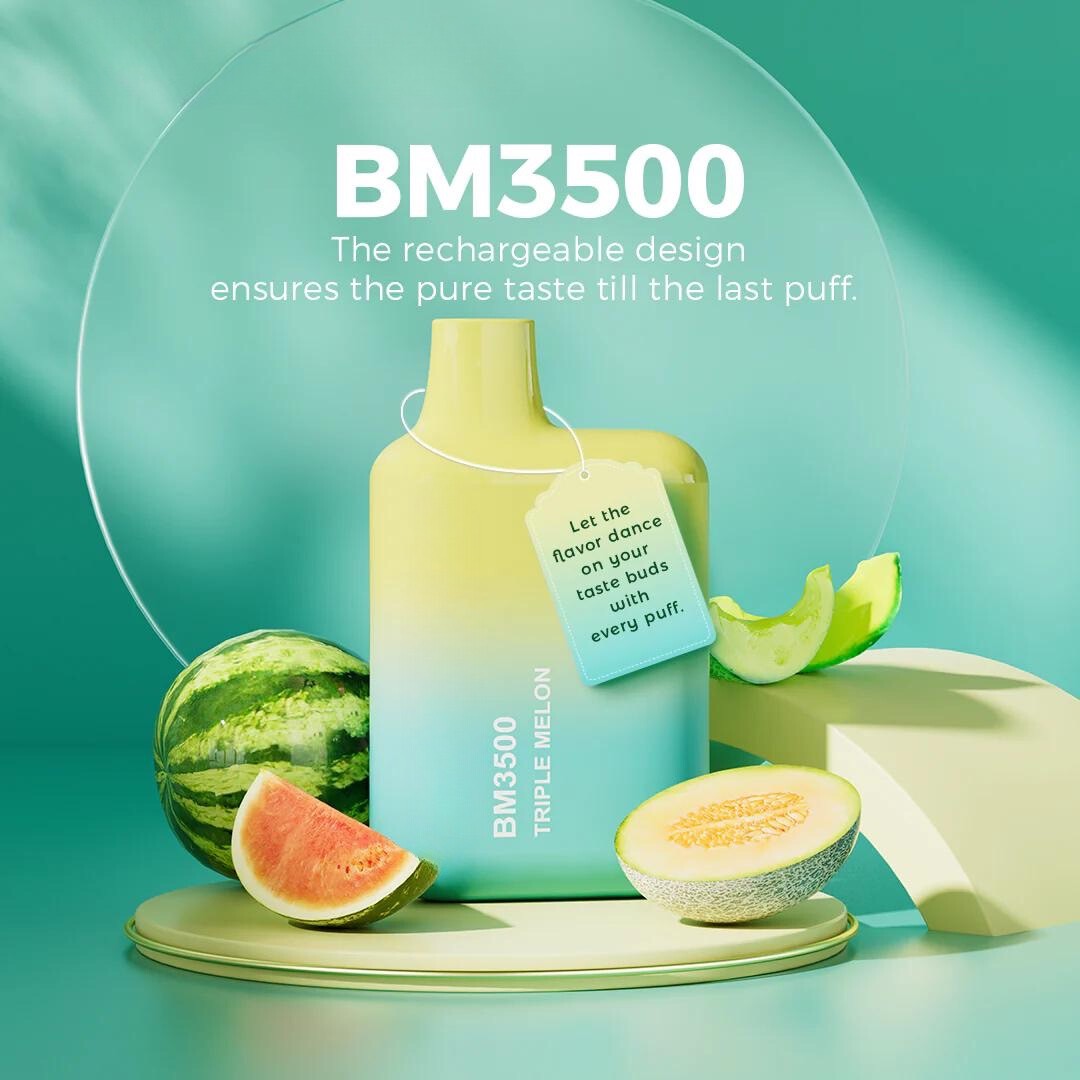 BM3500
The rechargeable design
ensures the pure taste till the last puff.
Let the
flavor dance
on your
taste buds
with
every puff.
BM3500
TRIPLE MELON